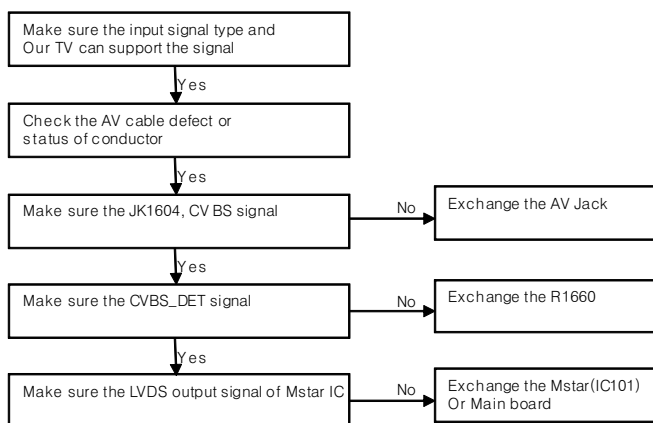 Make sure the input signal type and
Our TV can support the signal
Yes
Check the AV cable defect or
status of conductor
Yes
Make sure the JK1604, CVBS signal
No
Exchange the AV Jack
Yes
Make sure the CVBS_DET signal
No
Exchange the R1660
Yes
Make sure the LVDS output signal of Mstar IC
No
Exchange the Mstar(IC101)
Or Main board